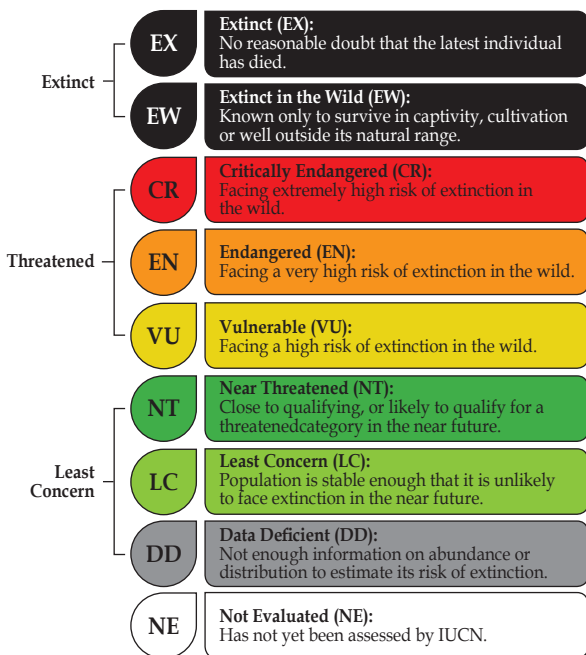 Extinct
EX
Extinct (EX):
No reasonable doubt that the latest individual
has died.
EW
Extinct in the Wild (EW):
Known only to survive in captivity, cultivation
or well outside its natural range.
Threatened
CR
Critically Endangered (CR):
Facing extremely high risk of extinction in
the wild.
EN
Endangered (EN):
Facing a very high risk of extinction in the wild.
VU
Vulnerable (VU):
Facing a high risk of extinction in the wild.
Least
Concern
NT
Near Threatened (NT):
Close to qualifying, or likely to qualify for a
threatenedcategory in the near future.
LC
Least Concern (LC):
Population is stable enough that it is unlikely
to face extinction in the near future.
DD
Data Deficient (DD):
Not enough information on abundance or
distribution to estimate its risk of extinction.
NE
Not Evaluated (NE):
Has not yet been assessed by IUCN.